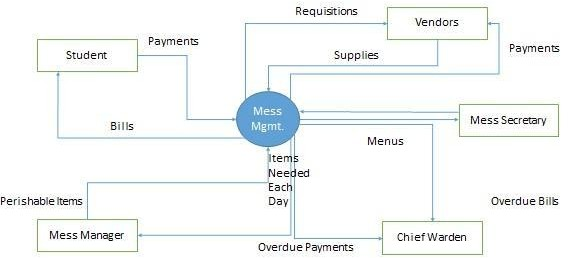 Requisitions
Vendors
Payments
Payments
Student
Supplies
Mess
Mgmt.
Mess Secretary
Bills
Menus
Items
Needed
Each
Day
Perishable Items
Overdue Bills
Mess Manager
Overdue Payments
Chief Warden